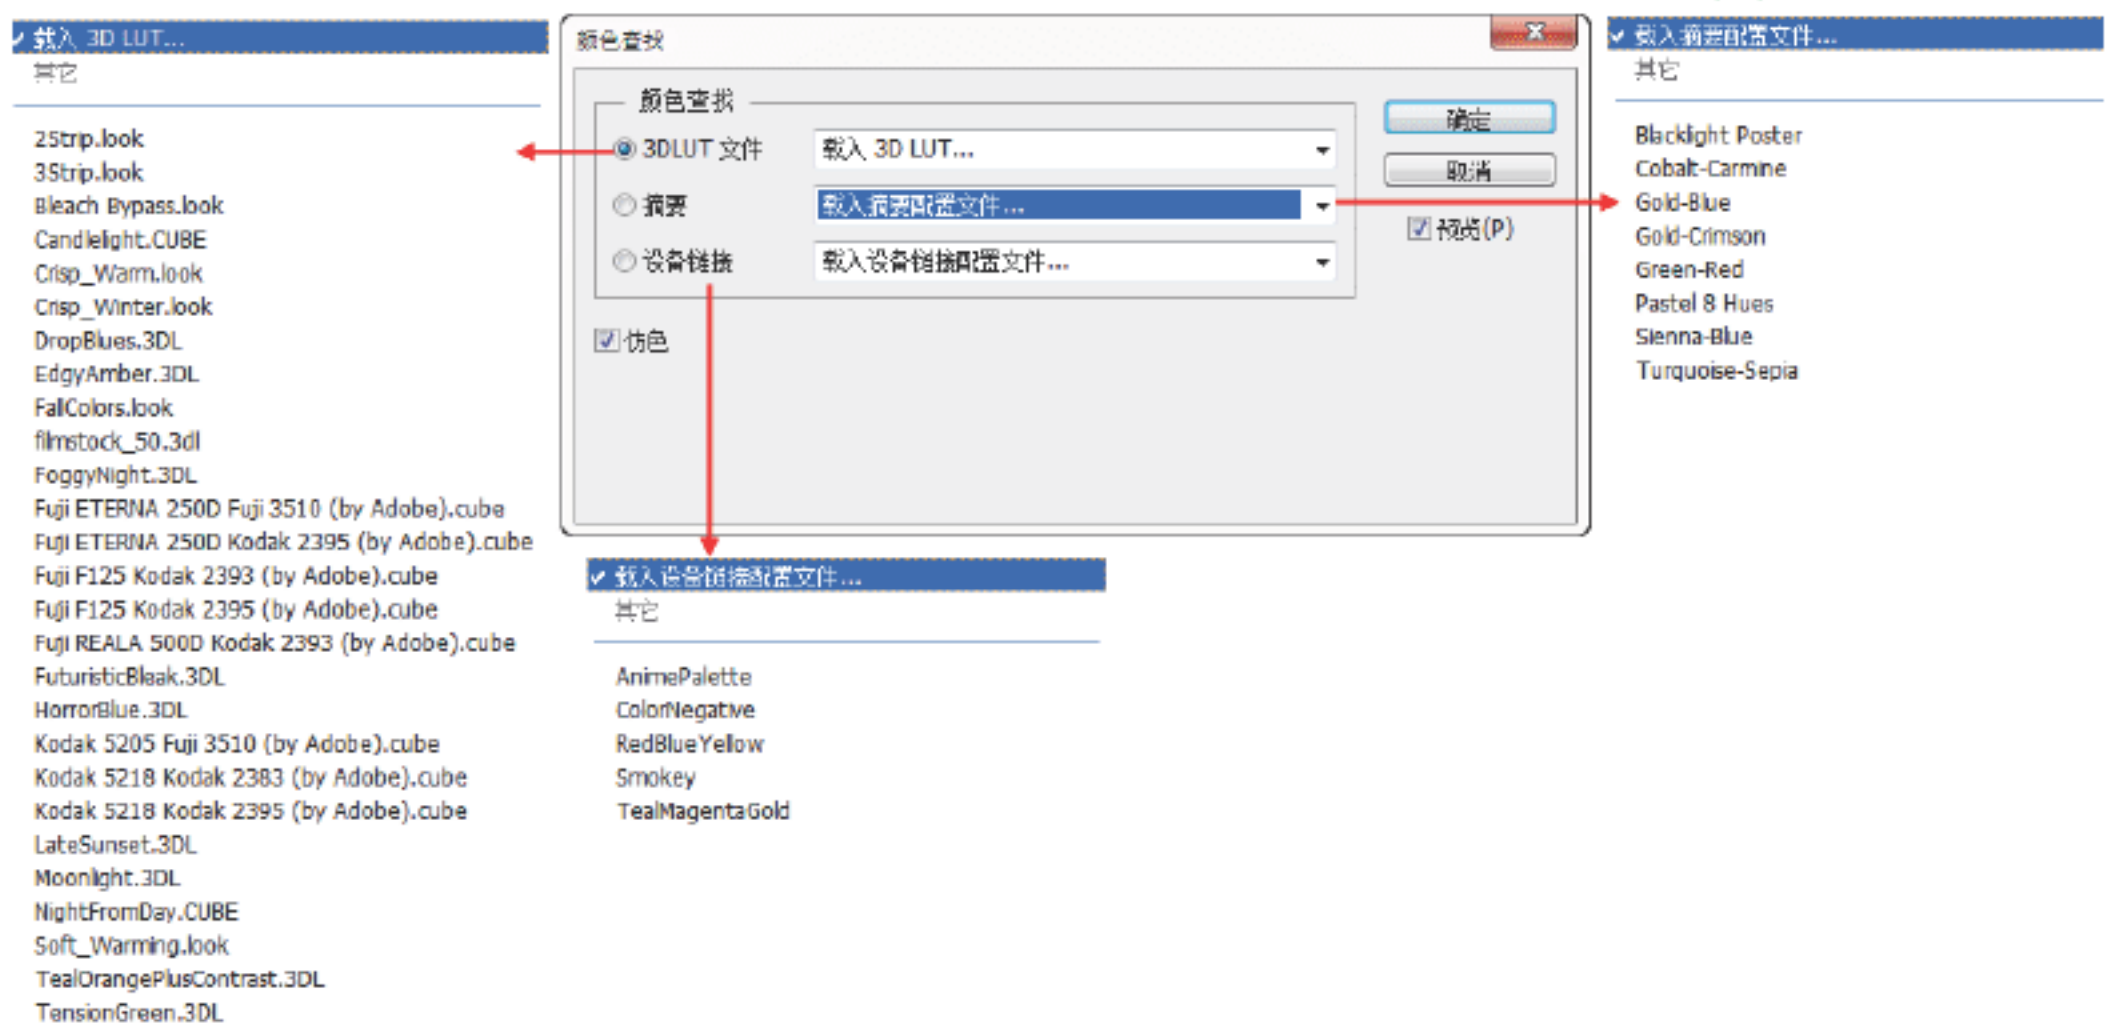 载入 3D LUT...
其它
2Strip.look
3Strip.look
Bleach Bypass.look
Candlelight.CUBE
Crisp_Warm.look
Crisp_Winter.look
DropBlues.3DL
EdgyAmber.3DL
FallColors.look
filmstock_50.3dl
FoggyNight.3DL
Fuji ETERNA 250D Fuji 3510 (by Adobe).cube
Fuji ETERNA 250D Kodak 2395 (by Adobe).cube
Fuji F125 Kodak 2393 (by Adobe).cube
Fuji F125 Kodak 2395 (by Adobe).cube
Fuji REALA 500D Kodak 2393 (by Adobe).cube
FuturisticBleak.3DL
HorrorBlue.3DL
Kodak 5205 Fuji 3510 (by Adobe).cube
Kodak 5218 Kodak 2383 (by Adobe).cube
Kodak 5218 Kodak 2395 (by Adobe).cube
LateSunset.3DL
Moonlight.3DL
NightFromDay.CUBE
Soft_Warming.look
TealOrangePlusContrast.3DL
TensionGreen.3DL
颜色查找
颜色查找
3DLUT 文件 载入 3D LUT...
摘要 载入摘要配置文件...
设备链接 载入设备链接配置文件...
仿色
确定
取消
预览(P)
载入设备链接配置文件...
其它
AnimePalette
ColorNegative
RedBlueYellow
Smokey
TealMagentaGold
载入摘要配置文件...
其它
Blacklight Poster
Cobalt-Carmine
Gold-Blue
Gold-Crimson
Green-Red
Pastel 8 Hues
Sienna-Blue
Turquoise-Sepia